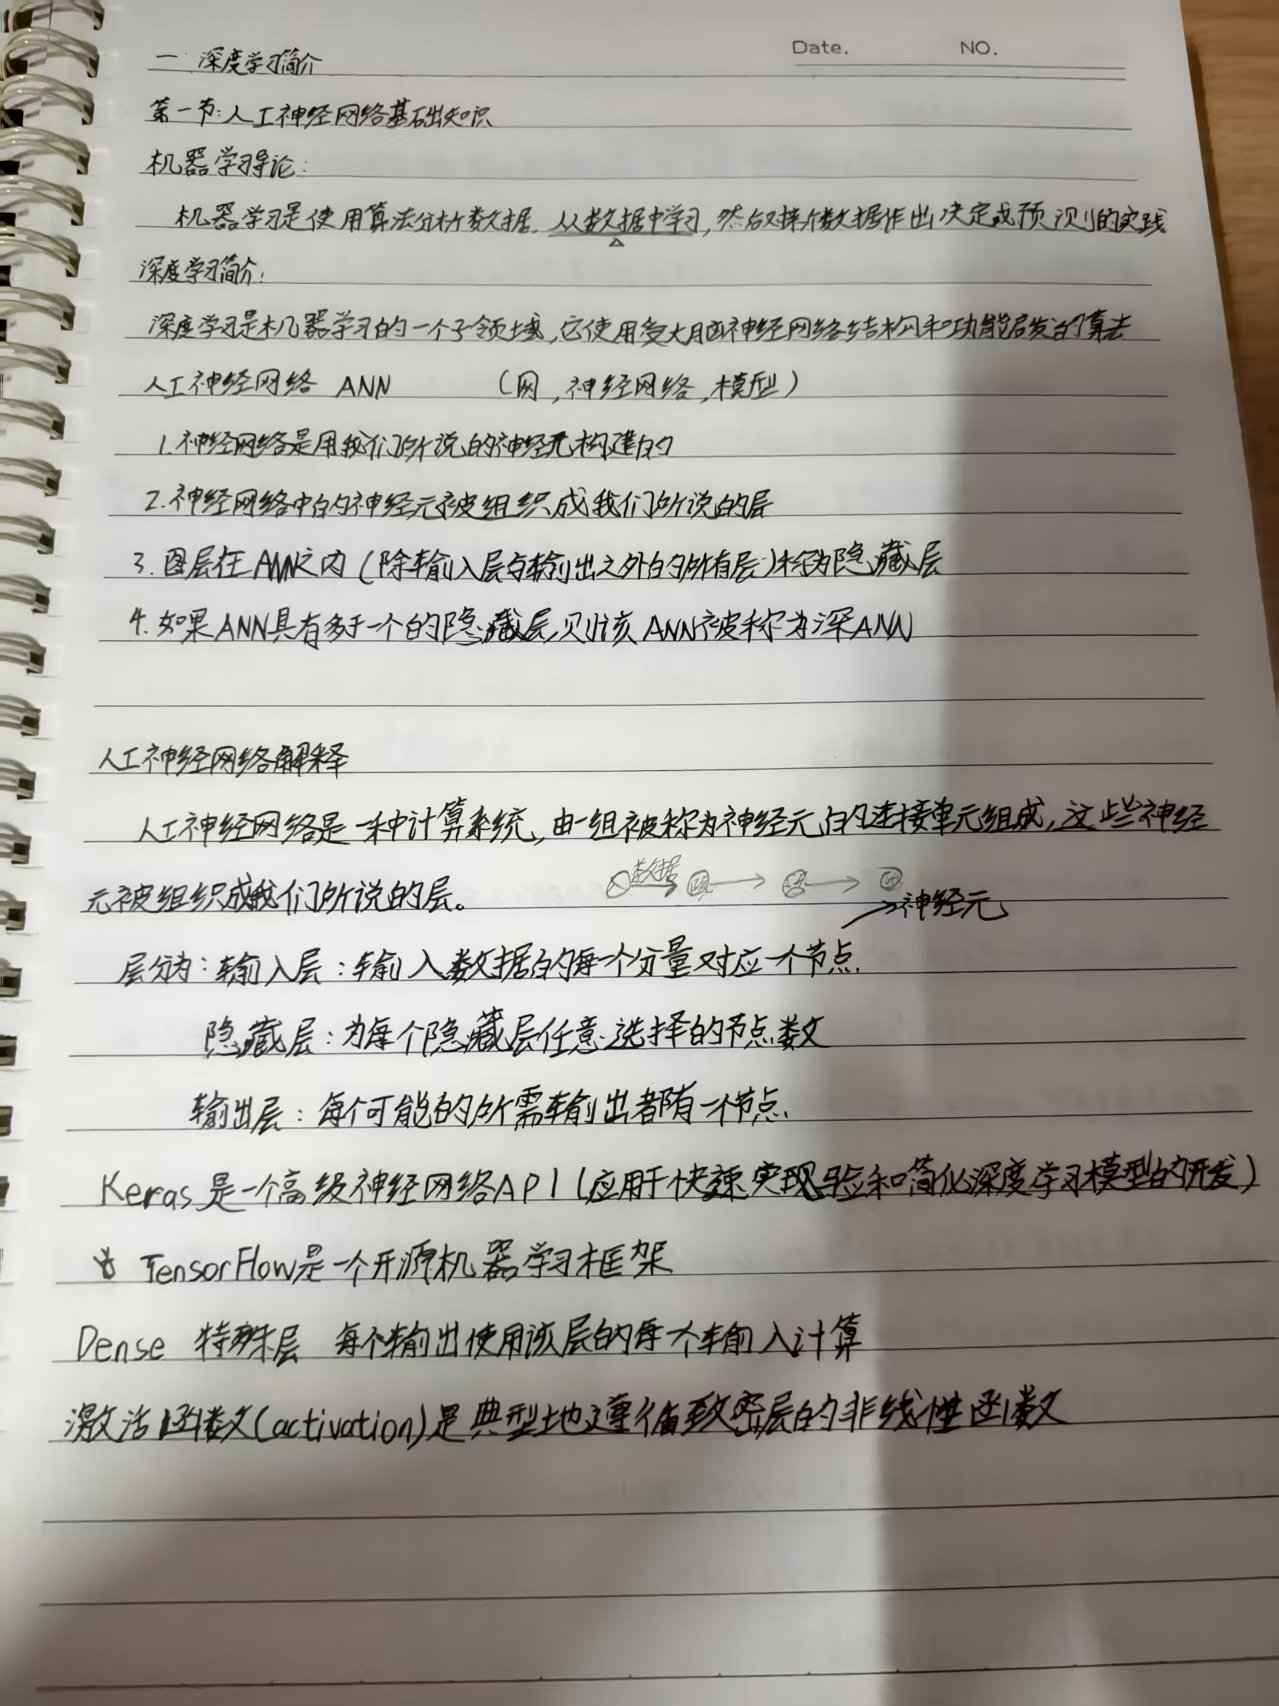 Date.    NO.
一. 深度学习简介
第一节: 人工神经网络基础知识
机器学习导论:
机器学习是使用算法分析数据, 从数据中学习, 然后对新数据作出决定或预测的实践
深度学习简介:
深度学习是机器学习的一个子领域, 它使用受大脑神经网络结构和功能启发的算法
人工神经网络 ANN (网, 神经网络, 模型)
1. 神经网络是用我们所说的神经元构建的
2. 神经网络中的神经元被组织成我们所说的层
3. 图层在ANN之内 (除输入层与输出之外的所有层) 称为隐藏层
4. 如果ANN具有多于一个的隐藏层, 则该ANN被称为深ANN
人工神经网络解释
人工神经网络是一种计算系统, 由一组被称为神经元的连接单元组成, 这些神经
元被组织成我们所说的层。 数据
神经元
层分为: 输入层: 输入数据的每个分量对应一个节点.
隐藏层: 为每个隐藏层任意选择的节点数
输出层: 每个可能的所需输出都有一个节点.
Keras是一个高级神经网络API (应用于快速实现实验和简化深度学习模型的开发)
TensorFlow是一个开源机器学习框架
Dense 特殊层 每个输出使用该层的每个输入计算
激活函数(activation)是典型地遵循致密层的非线性函数